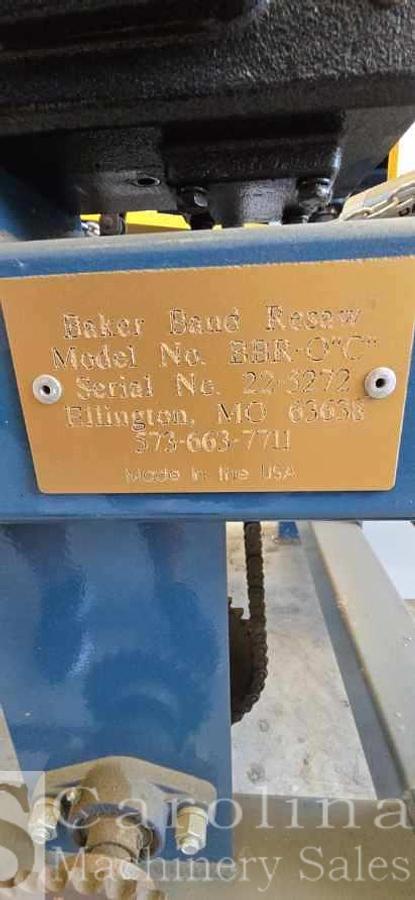 Baker Band Resaw
Model No. BBR-O"C"
Serial No. 22-3272
Ellington, MO 63638
573-663-7711
Made in the USA
S Carolina
Machinery Sales